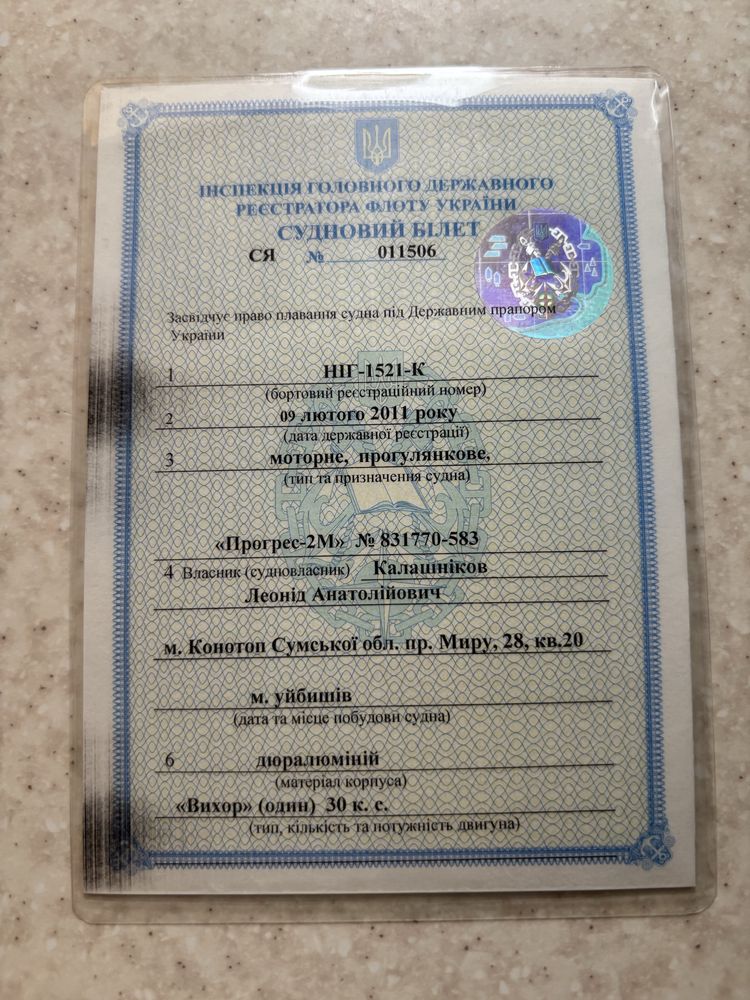 ІНСПЕКЦІЯ ГОЛОВНОГО ДЕРЖАВНОГО
РЕЄСТРАТОРА ФЛОТУ УКРАЇНИ
СУДНОВИЙ БІЛЕТ
СЯ № 011506
Засвідчує право плавання судна під Державним прапором
України
1 НІГ-1521-К
(бортовий реєстраційний номер)
2 09 лютого 2011 року
(дата державної реєстрації)
3 моторне, прогулянкове,
(тип та призначення судна)
«Прогрес-2М» № 831770-583
4 Власник (судновласник) Калашніков
Леонід Анатолійович
м. Конотоп Сумської обл. пр. Миру, 28, кв.20
м. уйбишів
(дата та місце побудови судна)
6 дюралюміній
(матеріал корпуса)
«Вихор» (один) 30 к. с.
(тип, кількість та потужність двигуна)